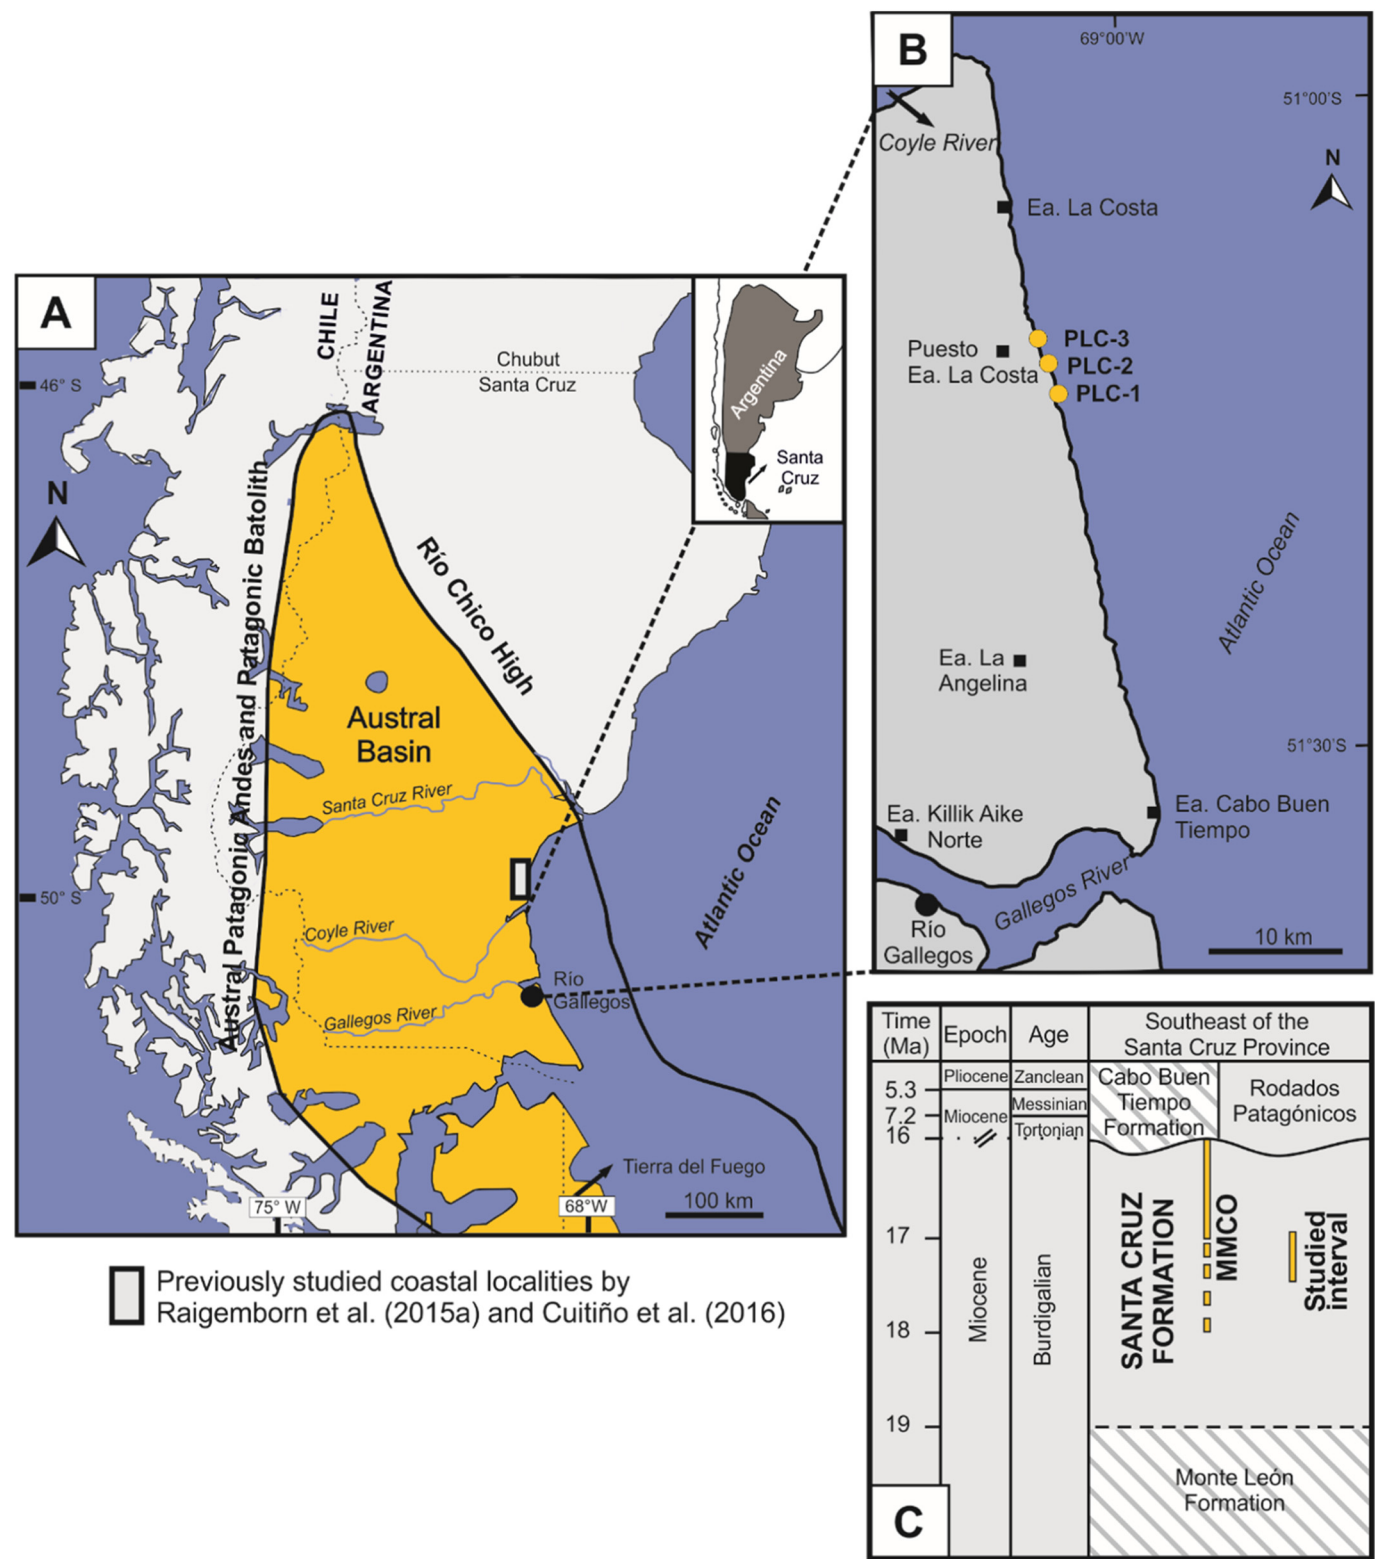 A
46° S
N
50° S
CHILE
ARGENTINA
Chubut
Santa Cruz
Argentina
Santa
Cruz
Austral Patagonic Andes and Patagonic Batolith
Río Chico High
Austral
Basin
Santa Cruz River
Coyle River
Gallegos River
Río
Gallegos
Atlantic Ocean
Tierra del Fuego
75° W
68°W
100 km
Previously studied coastal localities by
Raigemborn et al. (2015a) and Cuitiño et al. (2016)
B
69°00'W
51°00'S
Coyle River
N
Ea. La Costa
PLC-3
Puesto
Ea. La Costa
PLC-2
PLC-1
Atlantic Ocean
Ea. La
Angelina
51°30'S
Ea. Killik Aike
Norte
Ea. Cabo Buen
Tiempo
Gallegos River
Río
Gallegos
10 km
Time
(Ma)
Epoch
Age
Southeast of the
Santa Cruz Province
5.3
7.2
16
17
18
19
Pliocene
Miocene
Miocene
Zanclean
Messinian
Tortonian
Burdigalian
Cabo Buen
Tiempo
Formation
Rodados
Patagónicos
SANTA CRUZ
FORMATION
MMCO
Studied
interval
Monte León
Formation
C